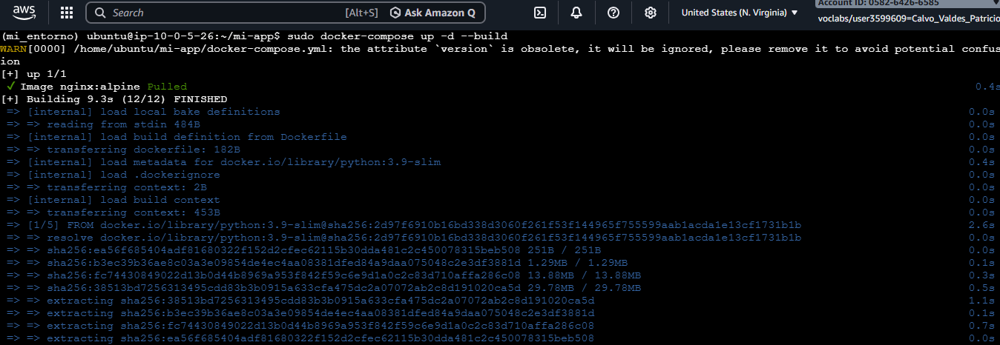 aws
Search [Alt+S] Ask Amazon Q United States (N. Virginia) ▼
Account ID: 0582-6426-6585
voclabs/user3599609=Calvo_Valdes_Patricio
(mi_entorno) ubuntu@ip-10-0-5-26:~/mi-app$ sudo docker-compose up -d --build
WARN[0000] /home/ubuntu/mi-app/docker-compose.yml: the attribute `version` is obsolete, it will be ignored, please remove it to avoid potential confus
ion
[+] up 1/1
✓ Image nginx:alpine Pulled 0.4s
[+] Building 9.3s (12/12) FINISHED
=> [internal] load local bake definitions 0.0s
=> => reading from stdin 484B 0.0s
=> [internal] load build definition from Dockerfile 0.0s
=> => transferring dockerfile: 182B 0.0s
=> [internal] load metadata for docker.io/library/python:3.9-slim 0.4s
=> [internal] load .dockerignore 0.0s
=> => transferring context: 2B 0.0s
=> [internal] load build context 0.0s
=> => transferring context: 453B 0.0s
=> [1/5] FROM docker.io/library/python:3.9-slim@sha256:2d97f6910b16bd338d3060f261f53f144965f755599aab1acda1e13cf1731b1b 2.6s
=> => resolve docker.io/library/python:3.9-slim@sha256:2d97f6910b16bd338d3060f261f53f144965f755599aab1acda1e13cf1731b1b 0.0s
=> => sha256:ea56f685404adf81680322f152d2cfec62115b30dda481c2c450078315beb508 251B / 251B 0.0s
=> => sha256:b3ec39b36ae8c03a3e09854de4ec4aa08381dfed84a9daa075048c2e3df3881d 1.29MB / 1.29MB 0.1s
=> => sha256:fc74430849022d13b0d44b8969a953f842f59c6e9d1a0c2c83d710affa286c08 13.88MB / 13.88MB 0.3s
=> => sha256:38513bd7256313495cdd83b3b0915a633cfa475dc2a07072ab2c8d191020ca5d 29.78MB / 29.78MB 0.5s
=> => extracting sha256:38513bd7256313495cdd83b3b0915a633cfa475dc2a07072ab2c8d191020ca5d 1.1s
=> => extracting sha256:b3ec39b36ae8c03a3e09854de4ec4aa08381dfed84a9daa075048c2e3df3881d 0.1s
=> => extracting sha256:fc74430849022d13b0d44b8969a953f842f59c6e9d1a0c2c83d710affa286c08 0.7s
=> => extracting sha256:ea56f685404adf81680322f152d2cfec62115b30dda481c2c450078315beb508 0.0s